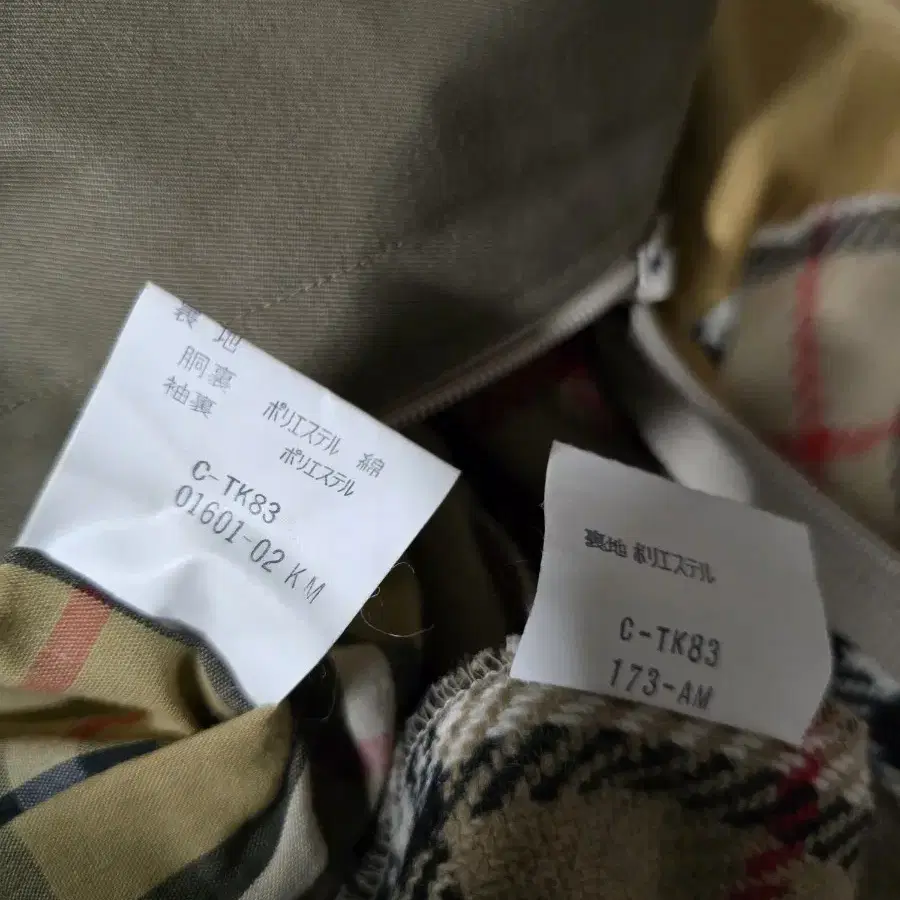 裏地
胴裏 ポリエステル 綿
袖裏 ポリエステル
C-TK83
01601-02 KM
裏地 ポリエステル
C-TK83
173-AM